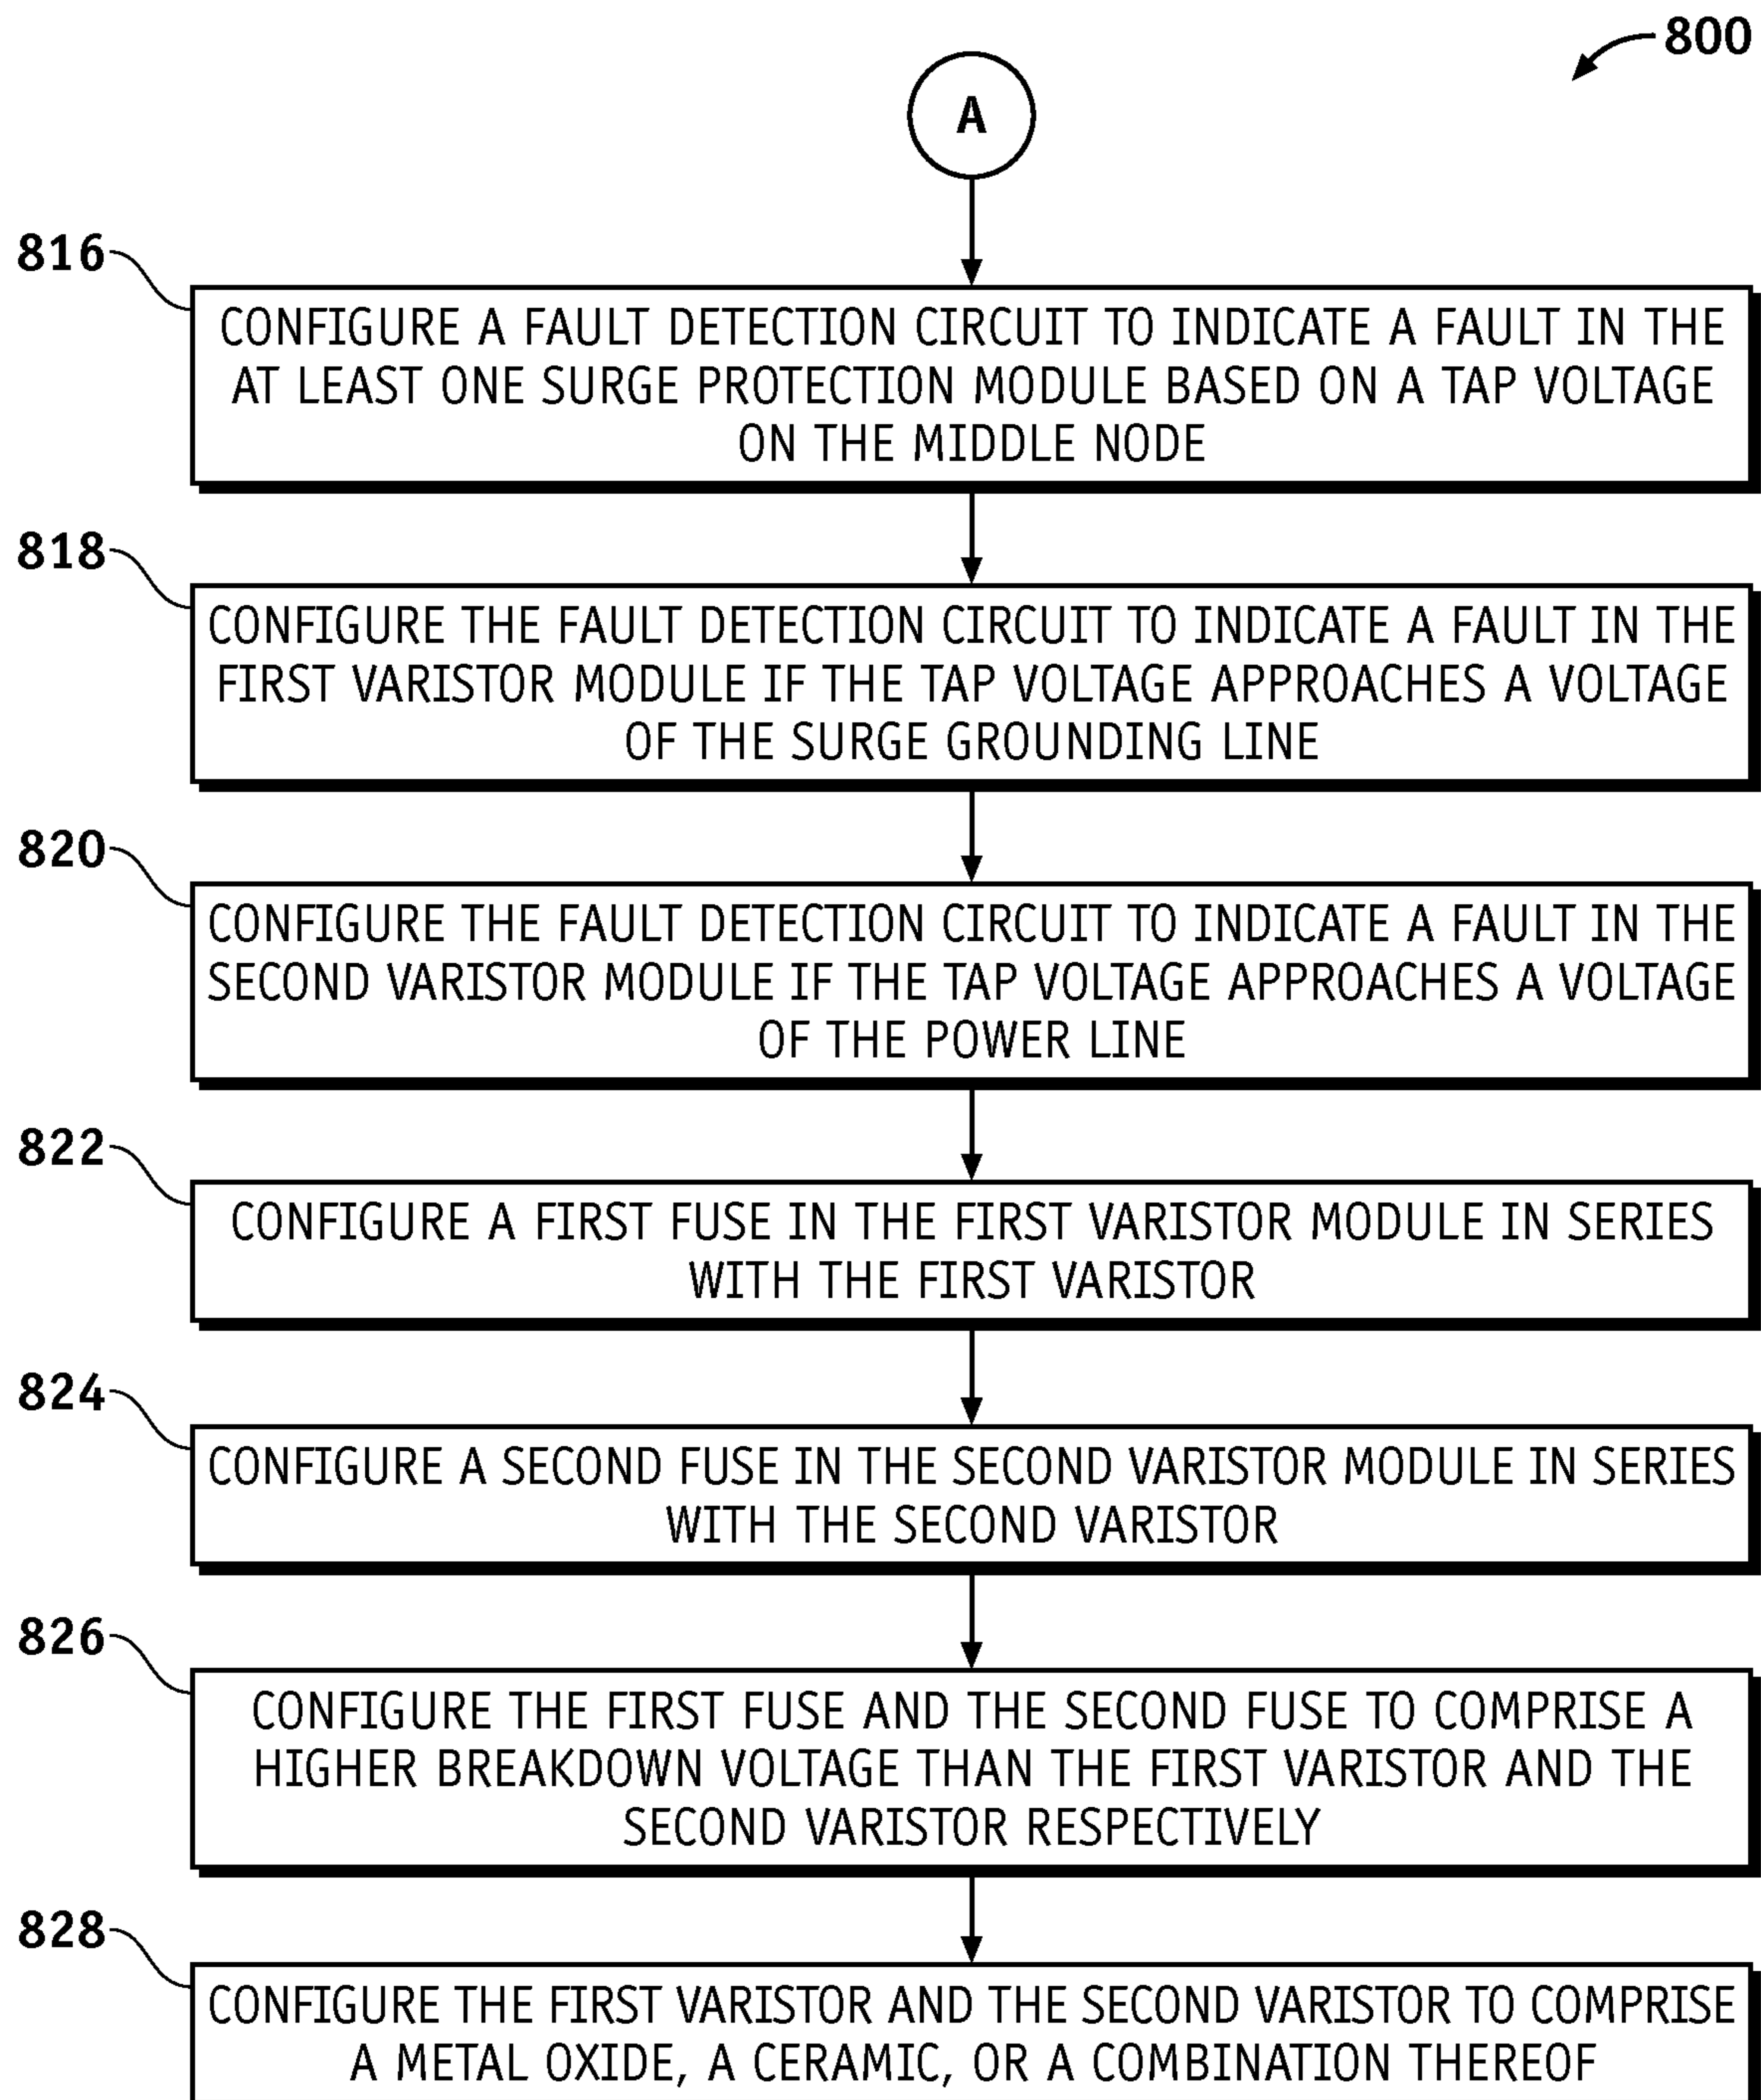 800
A
816
CONFIGURE A FAULT DETECTION CIRCUIT TO INDICATE A FAULT IN THE
AT LEAST ONE SURGE PROTECTION MODULE BASED ON A TAP VOLTAGE
ON THE MIDDLE NODE
818
CONFIGURE THE FAULT DETECTION CIRCUIT TO INDICATE A FAULT IN THE
FIRST VARISTOR MODULE IF THE TAP VOLTAGE APPROACHES A VOLTAGE
OF THE SURGE GROUNDING LINE
820
CONFIGURE THE FAULT DETECTION CIRCUIT TO INDICATE A FAULT IN THE
SECOND VARISTOR MODULE IF THE TAP VOLTAGE APPROACHES A VOLTAGE
OF THE POWER LINE
822
CONFIGURE A FIRST FUSE IN THE FIRST VARISTOR MODULE IN SERIES
WITH THE FIRST VARISTOR
824
CONFIGURE A SECOND FUSE IN THE SECOND VARISTOR MODULE IN SERIES
WITH THE SECOND VARISTOR
826
CONFIGURE THE FIRST FUSE AND THE SECOND FUSE TO COMPRISE A
HIGHER BREAKDOWN VOLTAGE THAN THE FIRST VARISTOR AND THE
SECOND VARISTOR RESPECTIVELY
828
CONFIGURE THE FIRST VARISTOR AND THE SECOND VARISTOR TO COMPRISE
A METAL OXIDE, A CERAMIC, OR A COMBINATION THEREOF